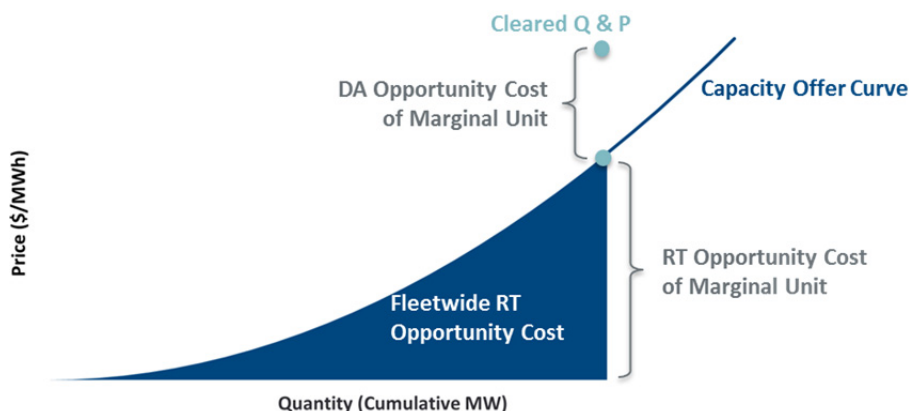 Cleared Q & P
DA Opportunity Cost
of Marginal Unit
Capacity Offer Curve
Price ($/MWh)
RT Opportunity Cost
of Marginal Unit
Fleetwide RT
Opportunity Cost
Quantity (Cumulative MW)